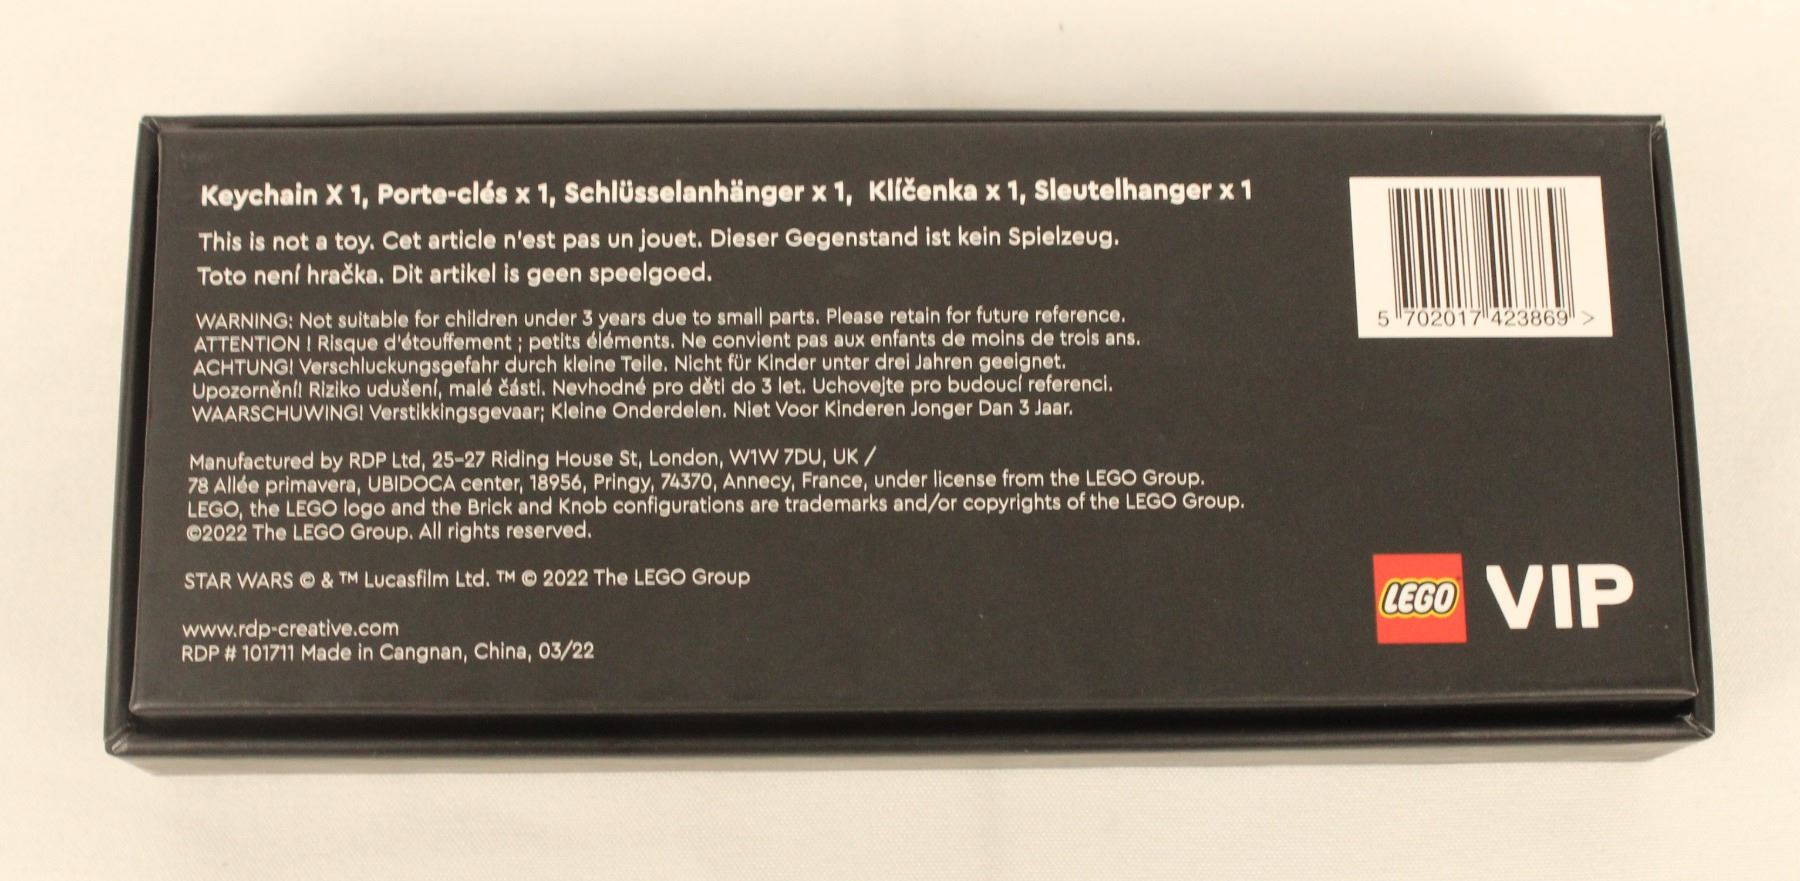 Keychain X 1, Porte-clés x 1, Schlüsselanhänger x 1, Klíčenka x 1, Sleutelhanger x 1
This is not a toy. Cet article n'est pas un jouet. Dieser Gegenstand ist kein Spielzeug.
Toto není hračka. Dit artikel is geen speelgoed.
WARNING: Not suitable for children under 3 years due to small parts. Please retain for future reference.
ATTENTION ! Risque d'étouffement ; petits éléments. Ne convient pas aux enfants de moins de trois ans.
ACHTUNG! Verschluckungsgefahr durch kleine Teile. Nicht für Kinder unter drei Jahren geeignet.
Upozornění! Riziko udušení, malé části. Nevhodné pro děti do 3 let. Uchovejte pro budoucí referenci.
WAARSCHUWING! Verstikkingsgevaar; Kleine Onderdelen. Niet Voor Kinderen Jonger Dan 3 Jaar.
Manufactured by RDP Ltd, 25-27 Riding House St, London, W1W 7DU, UK /
78 Allée primavera, UBIDOCA center, 18956, Pringy, 74370, Annecy, France, under license from the LEGO Group.
LEGO, the LEGO logo and the Brick and Knob configurations are trademarks and/or copyrights of the LEGO Group.
©2022 The LEGO Group. All rights reserved.
STAR WARS © & ™ Lucasfilm Ltd. ™ © 2022 The LEGO Group
www.rdp-creative.com
RDP # 101711 Made in Cangnan, China, 03/22
5 702017 423869 >
LEGO VIP